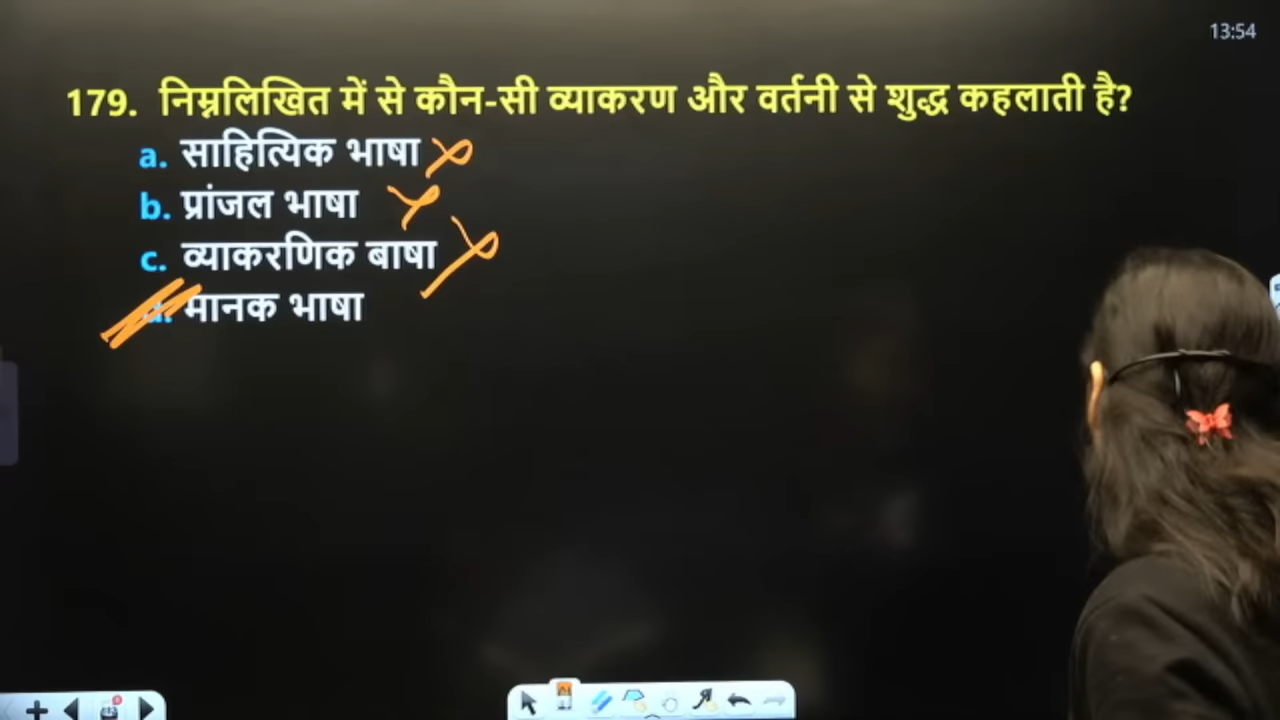 13:54
179. निम्नलिखित में से कौन-सी व्याकरण और वर्तनी से शुद्ध कहलाती है?
a. साहित्यिक भाषा
b. प्रांजल भाषा
c. व्याकरणिक बाषा
d. मानक भाषा